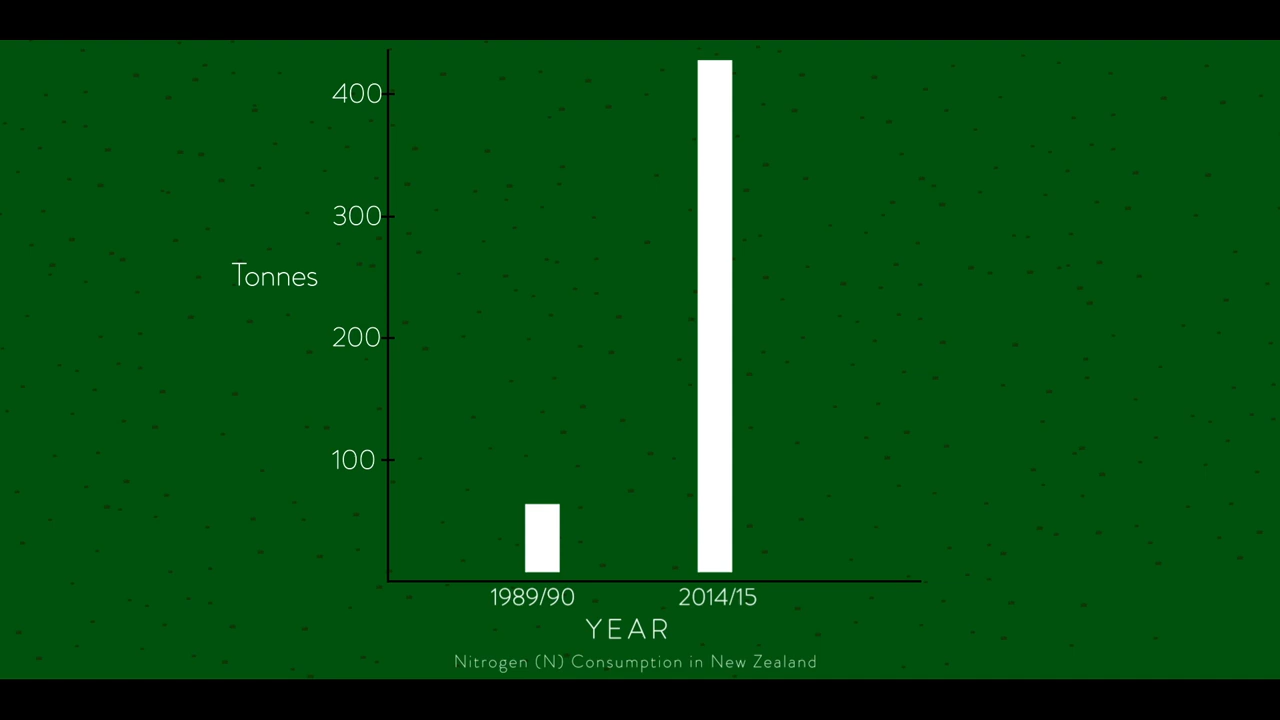 400
300
Tonnes
200
100
1989/90 2014/15
YEAR
Nitrogen (N) Consumption in New Zealand